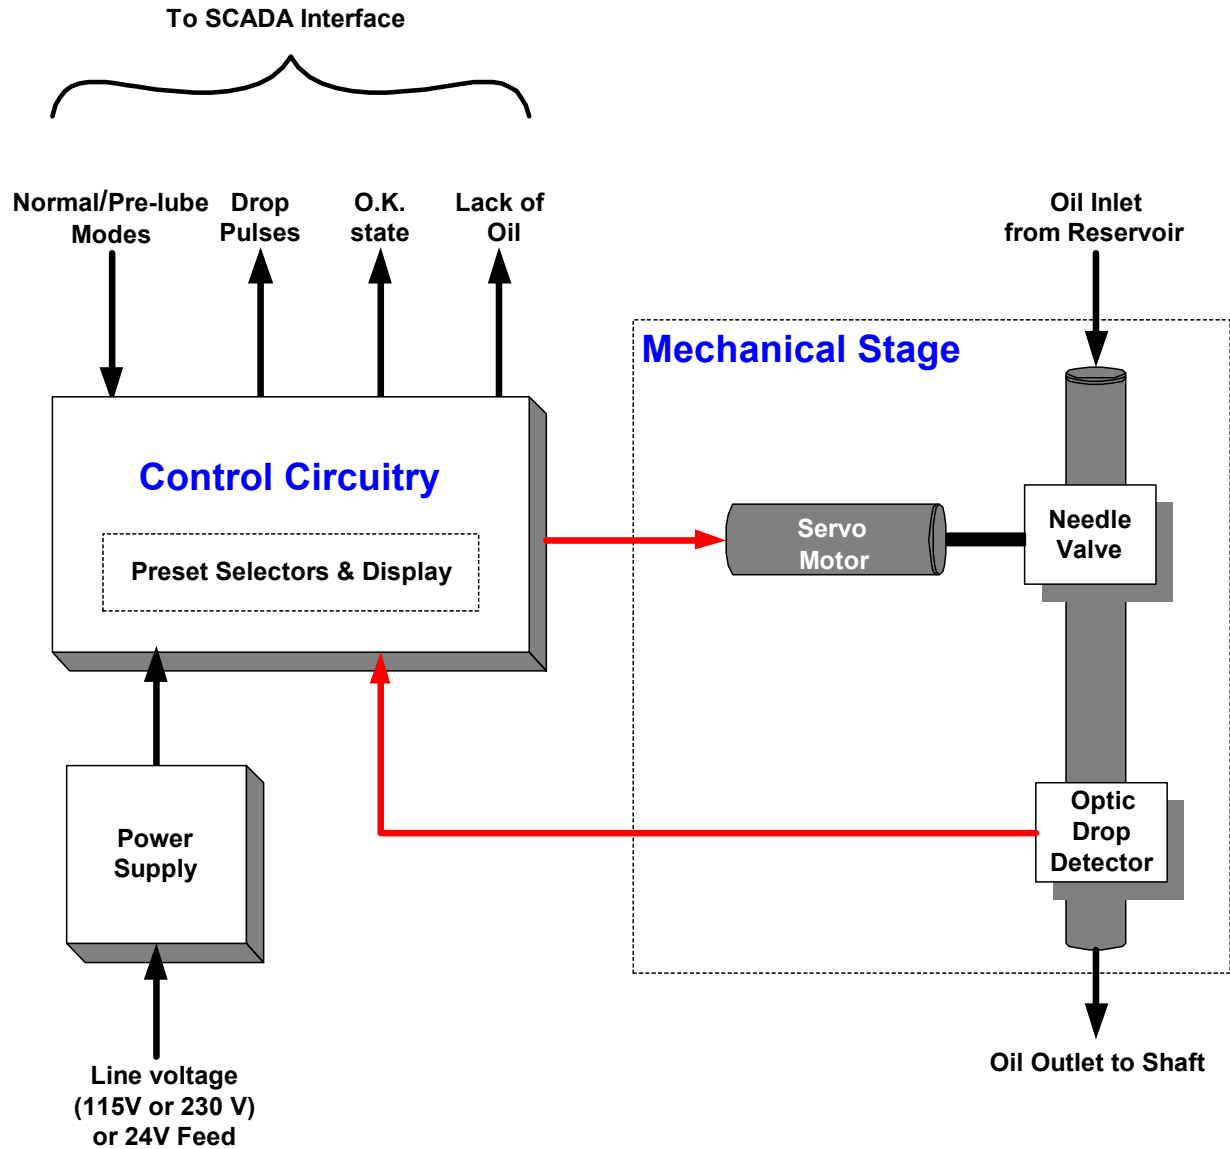 To SCADA Interface
Normal/Pre-lube
Modes
Drop
Pulses
O.K.
state
Lack of
Oil
Oil Inlet
from Reservoir
Mechanical Stage
Control Circuitry
Preset Selectors & Display
Servo
Motor
Needle
Valve
Optic
Drop
Detector
Power
Supply
Oil Outlet to Shaft
Line voltage
(115V or 230 V)
or 24V Feed